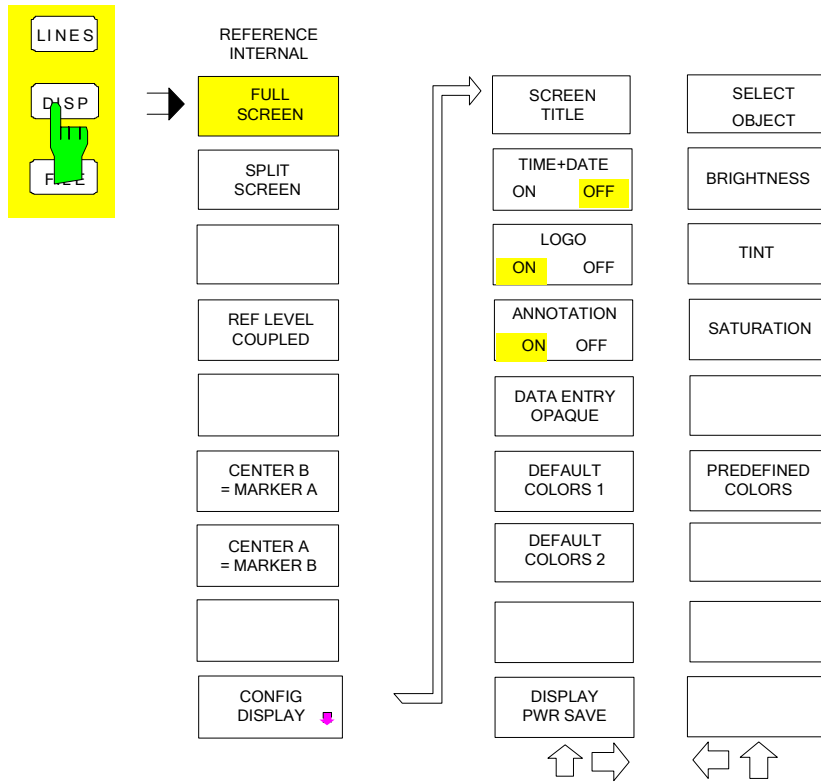 LINES
DISP
FILE
REFERENCE
INTERNAL
FULL
SCREEN
SPLIT
SCREEN
REF LEVEL
COUPLED
CENTER B
= MARKER A
CENTER A
= MARKER B
CONFIG
DISPLAY
SCREEN
TITLE
TIME+DATE
ON OFF
LOGO
ON OFF
ANNOTATION
ON OFF
DATA ENTRY
OPAQUE
DEFAULT
COLORS 1
DEFAULT
COLORS 2
DISPLAY
PWR SAVE
SELECT
OBJECT
BRIGHTNESS
TINT
SATURATION
PREDEFINED
COLORS